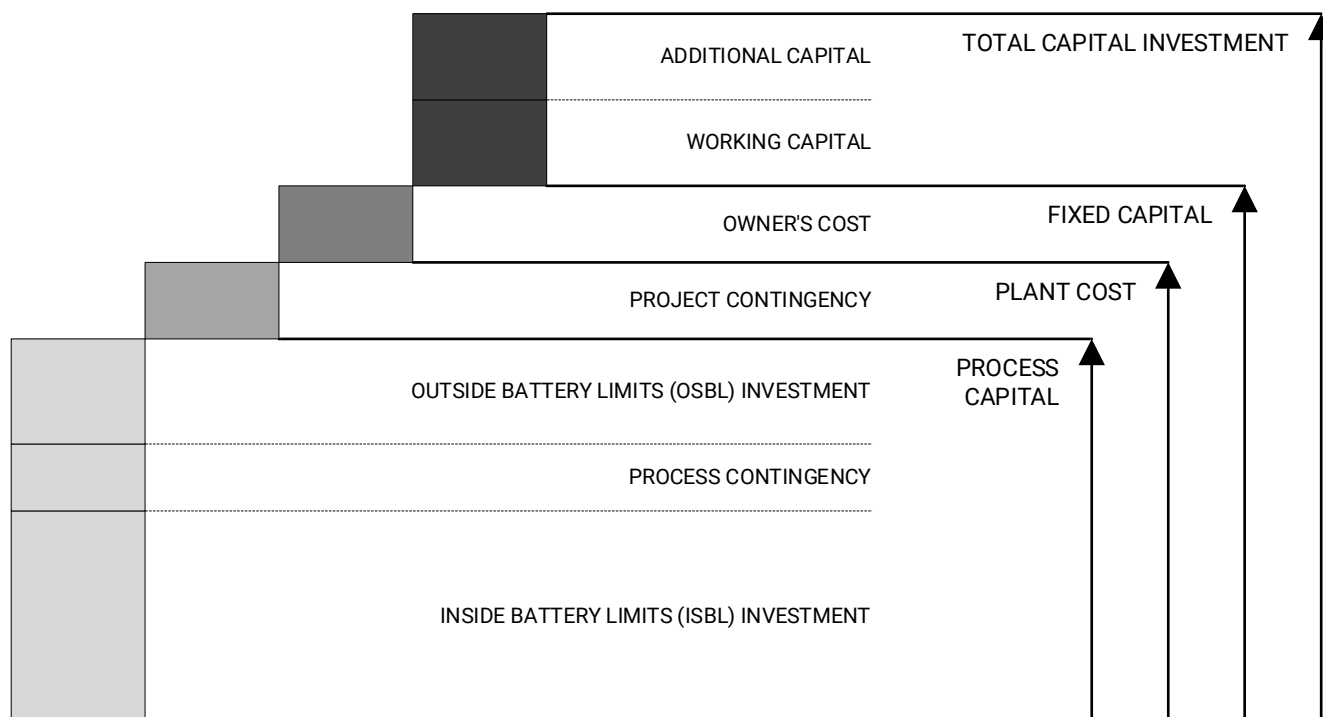 TOTAL CAPITAL INVESTMENT
ADDITIONAL CAPITAL
WORKING CAPITAL
FIXED CAPITAL
OWNER'S COST
PLANT COST
PROJECT CONTINGENCY
PROCESS
CAPITAL
OUTSIDE BATTERY LIMITS (OSBL) INVESTMENT
PROCESS CONTINGENCY
INSIDE BATTERY LIMITS (ISBL) INVESTMENT